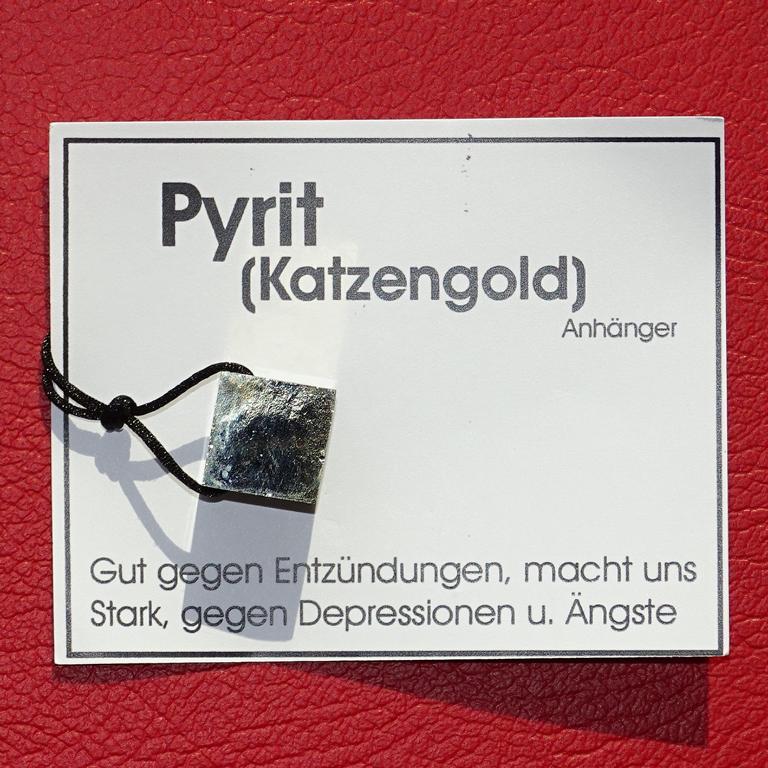 Pyrit
(Katzengold)
Anhänger
Gut gegen Entzündungen, macht uns
Stark, gegen Depressionen u. Ängste